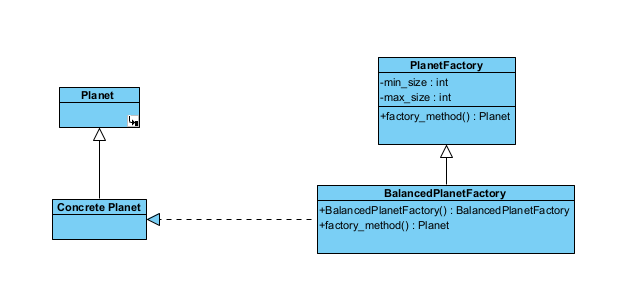 Planet
Concrete Planet
PlanetFactory
-min_size : int
-max_size : int
+factory_method() : Planet
BalancedPlanetFactory
+BalancedPlanetFactory() : BalancedPlanetFactory
+factory_method() : Planet